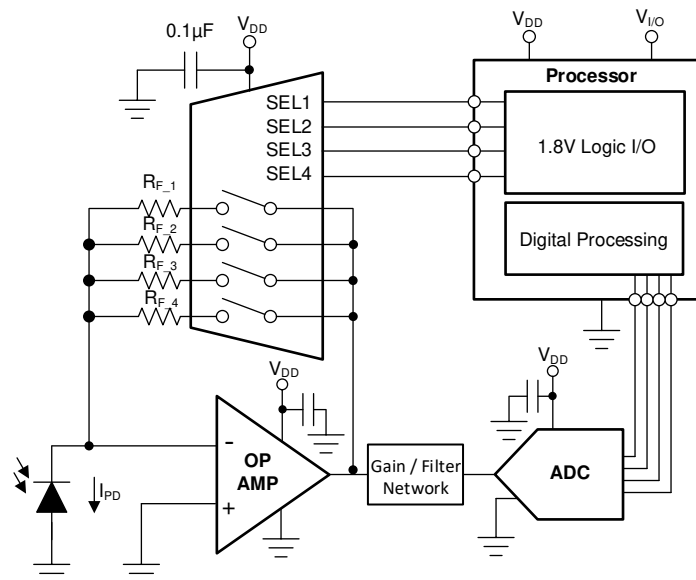 0.1µF
VDD
VDD
VI/O
Processor
SEL1
SEL2
SEL3
SEL4
1.8V Logic I/O
RF_1
RF_2
RF_3
RF_4
Digital Processing
VDD
VDD
-
OP
AMP
+
IPD
Gain / Filter
Network
ADC